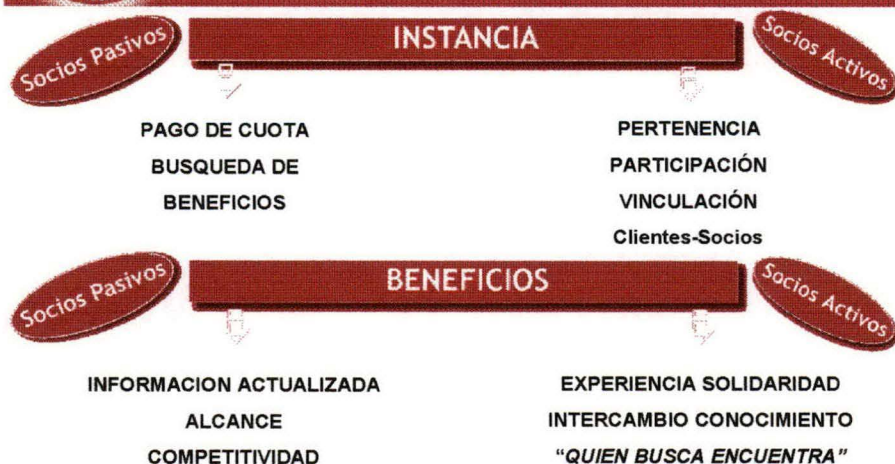 Socios Pasivos
INSTANCIA
Socios Activos
PAGO DE CUOTA
BUSQUEDA DE
BENEFICIOS
PERTENENCIA
PARTICIPACIÓN
VINCULACIÓN
Clientes-Socios
Socios Pasivos
BENEFICIOS
Socios Activos
INFORMACION ACTUALIZADA
ALCANCE
COMPETITIVIDAD
EXPERIENCIA SOLIDARIDAD
INTERCAMBIO CONOCIMIENTO
“QUIEN BUSCA ENCUENTRA”